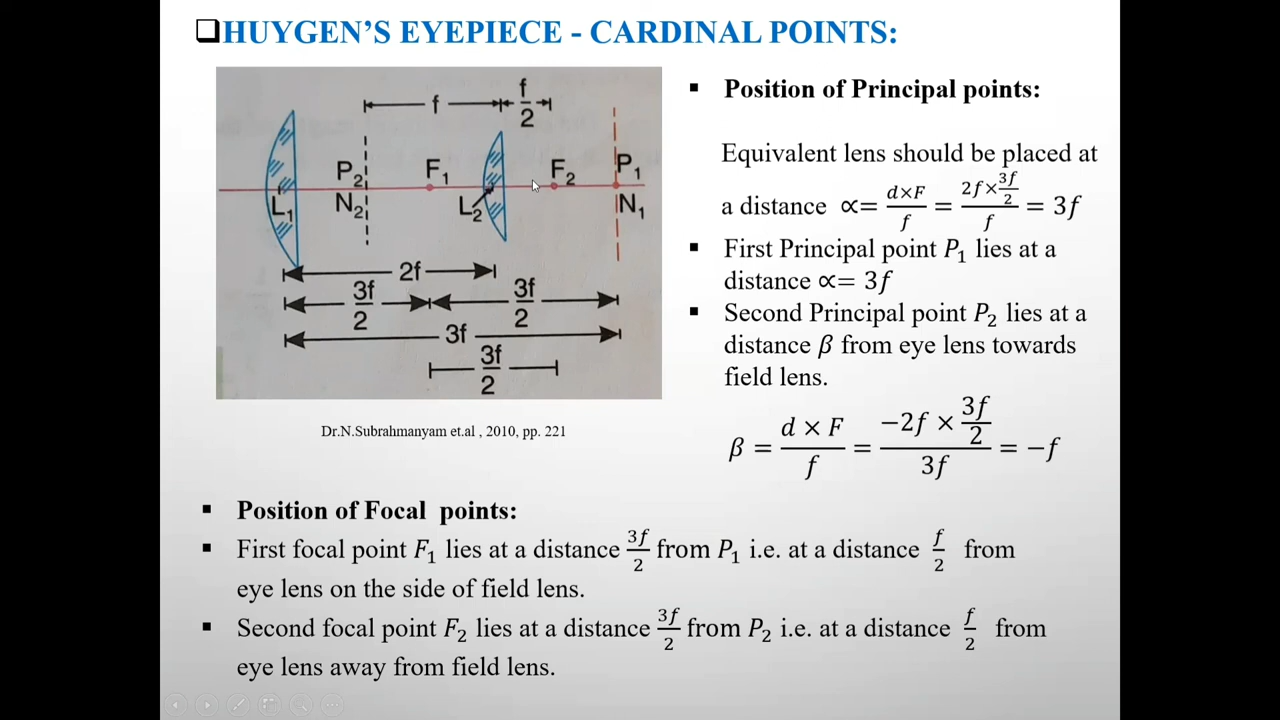 ❑HUYGEN'S EYEPIECE - CARDINAL POINTS:
f
f/2
P₂ F₁ F₂ P₁
L₁ N₂ L₂ N₁
2f
3f/2 3f/2
3f
3f/2
Dr.N.Subrahmanyam et.al , 2010, pp. 221
▪ Position of Principal points:
Equivalent lens should be placed at
a distance ∝= d×F/f = 2f×3f/2/f = 3f
▪ First Principal point P₁ lies at a
distance ∝= 3f
▪ Second Principal point P₂ lies at a
distance β from eye lens towards
field lens.
β = d × F/f = −2f × 3f/2/3f = −f
▪ Position of Focal points:
▪ First focal point F₁ lies at a distance 3f/2 from P₁ i.e. at a distance f/2 from
eye lens on the side of field lens.
▪ Second focal point F₂ lies at a distance 3f/2 from P₂ i.e. at a distance f/2 from
eye lens away from field lens.